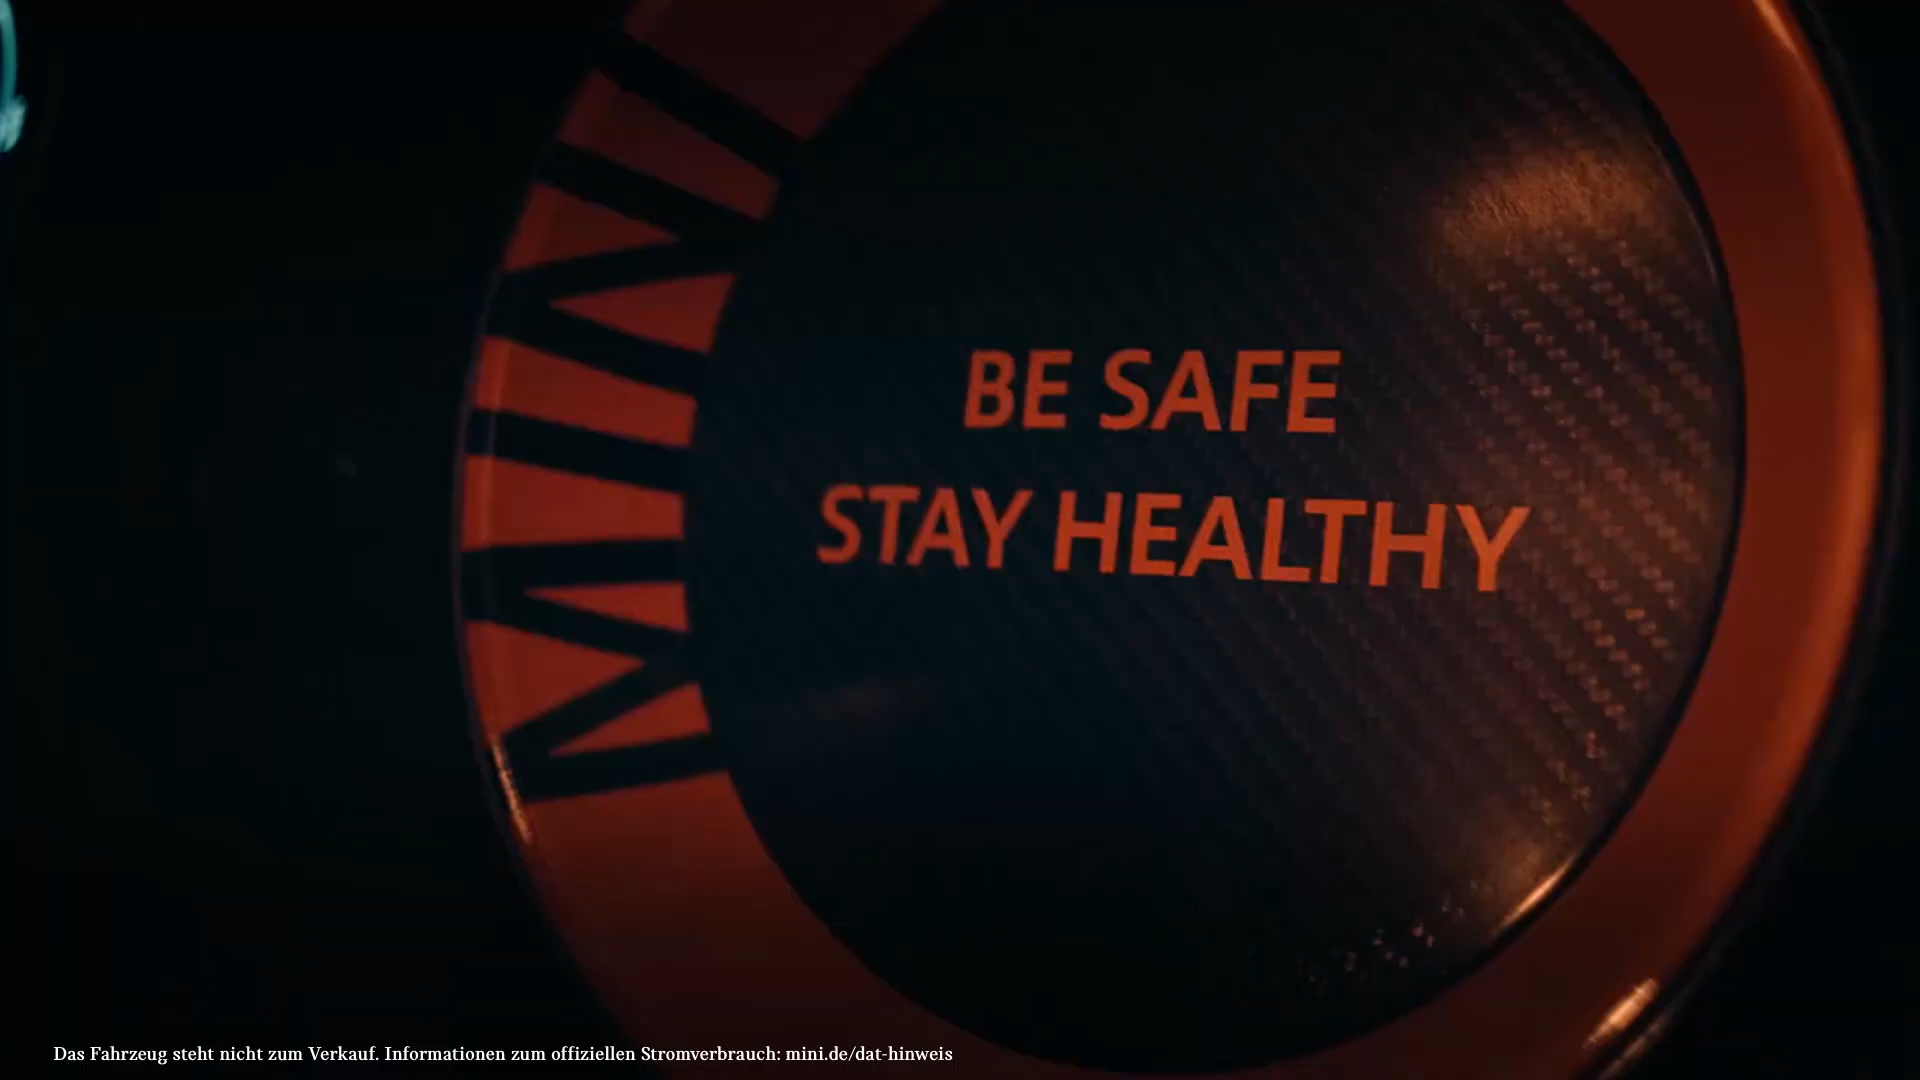 MINI
BE SAFE
STAY HEALTHY
Das Fahrzeug steht nicht zum Verkauf. Informationen zum offiziellen Stromverbrauch: mini.de/dat-hinweis